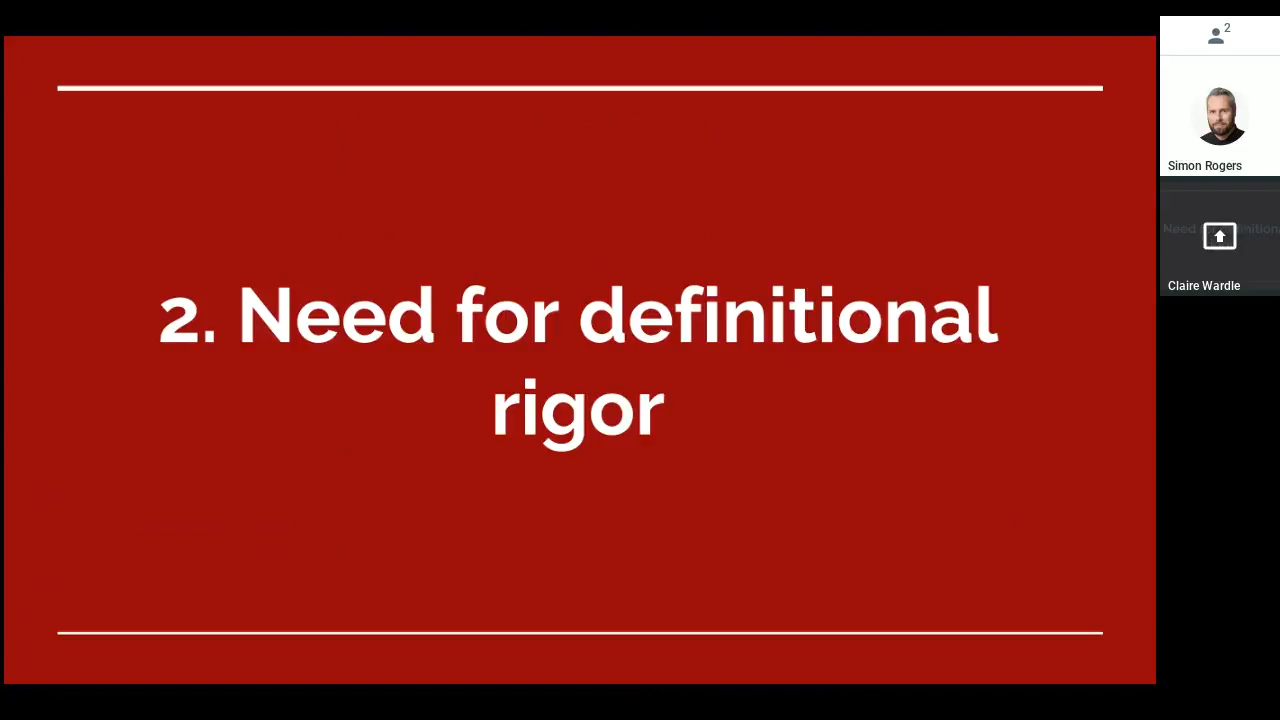 2. Need for definitional
rigor
2
Simon Rogers
Claire Wardle